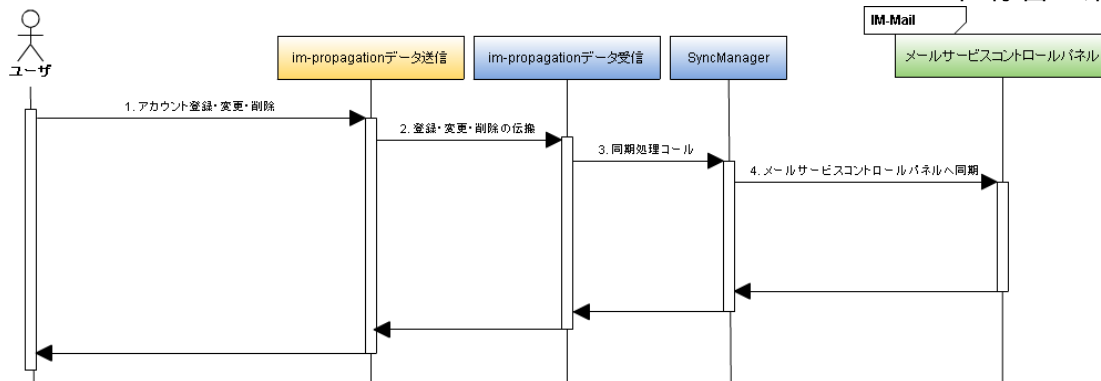 IM-Mail
ユーザ
im-propagationデータ送信
im-propagationデータ受信
SyncManager
メールサービスコントロールパネル
1.アカウント登録・変更・削除
2.登録・変更・削除の伝搬
3.同期処理コール
4.メールサービスコントロールパネルへ同期